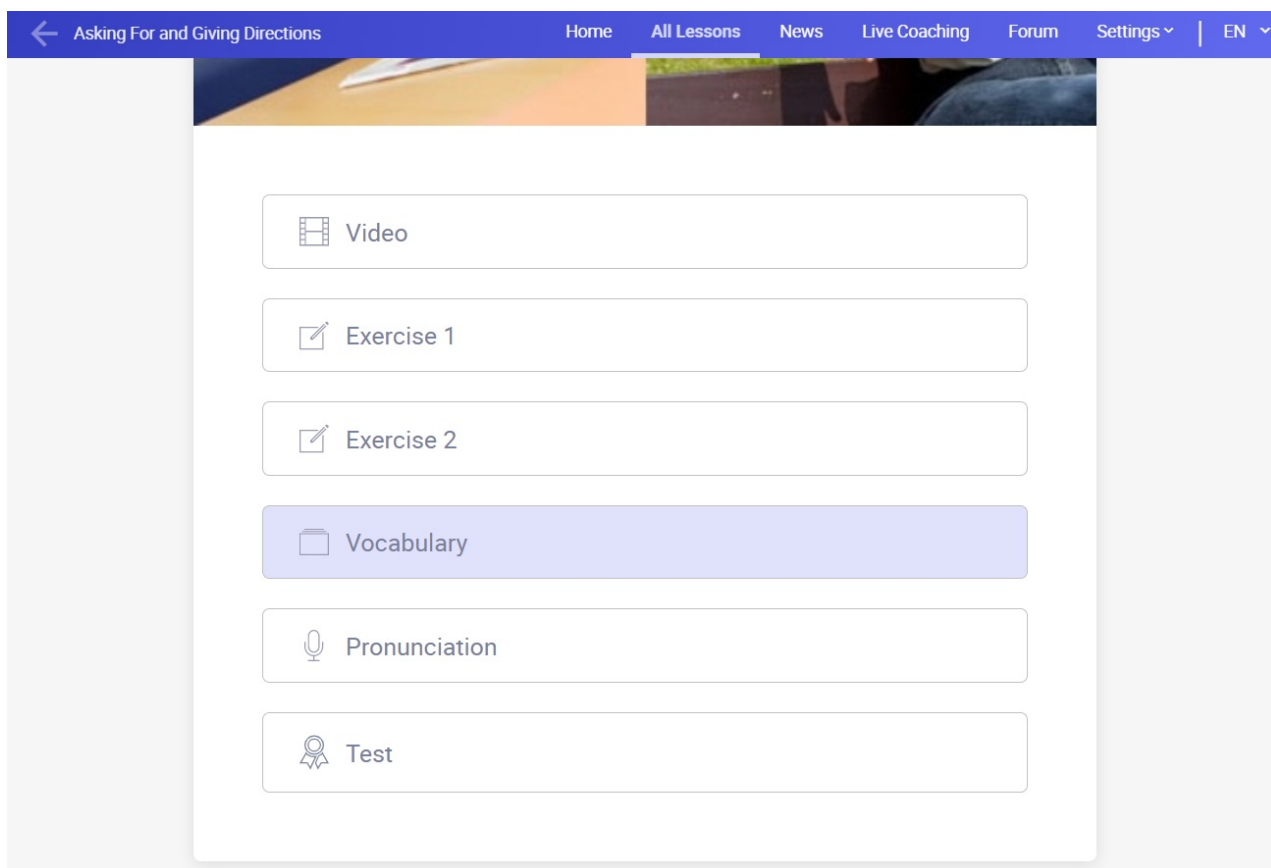 Asking For and Giving Directions Home All Lessons News Live Coaching Forum Settings | EN
Video
Exercise 1
Exercise 2
Vocabulary
Pronunciation
Test